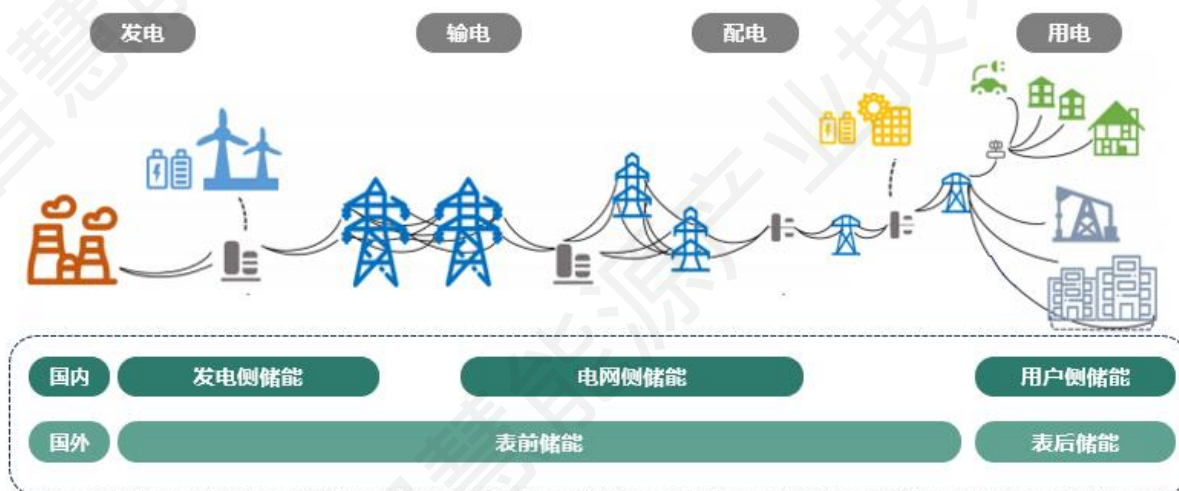 发电
输电
配电
用电
国内
发电侧储能
电网侧储能
用户侧储能
国外
表前储能
表后储能